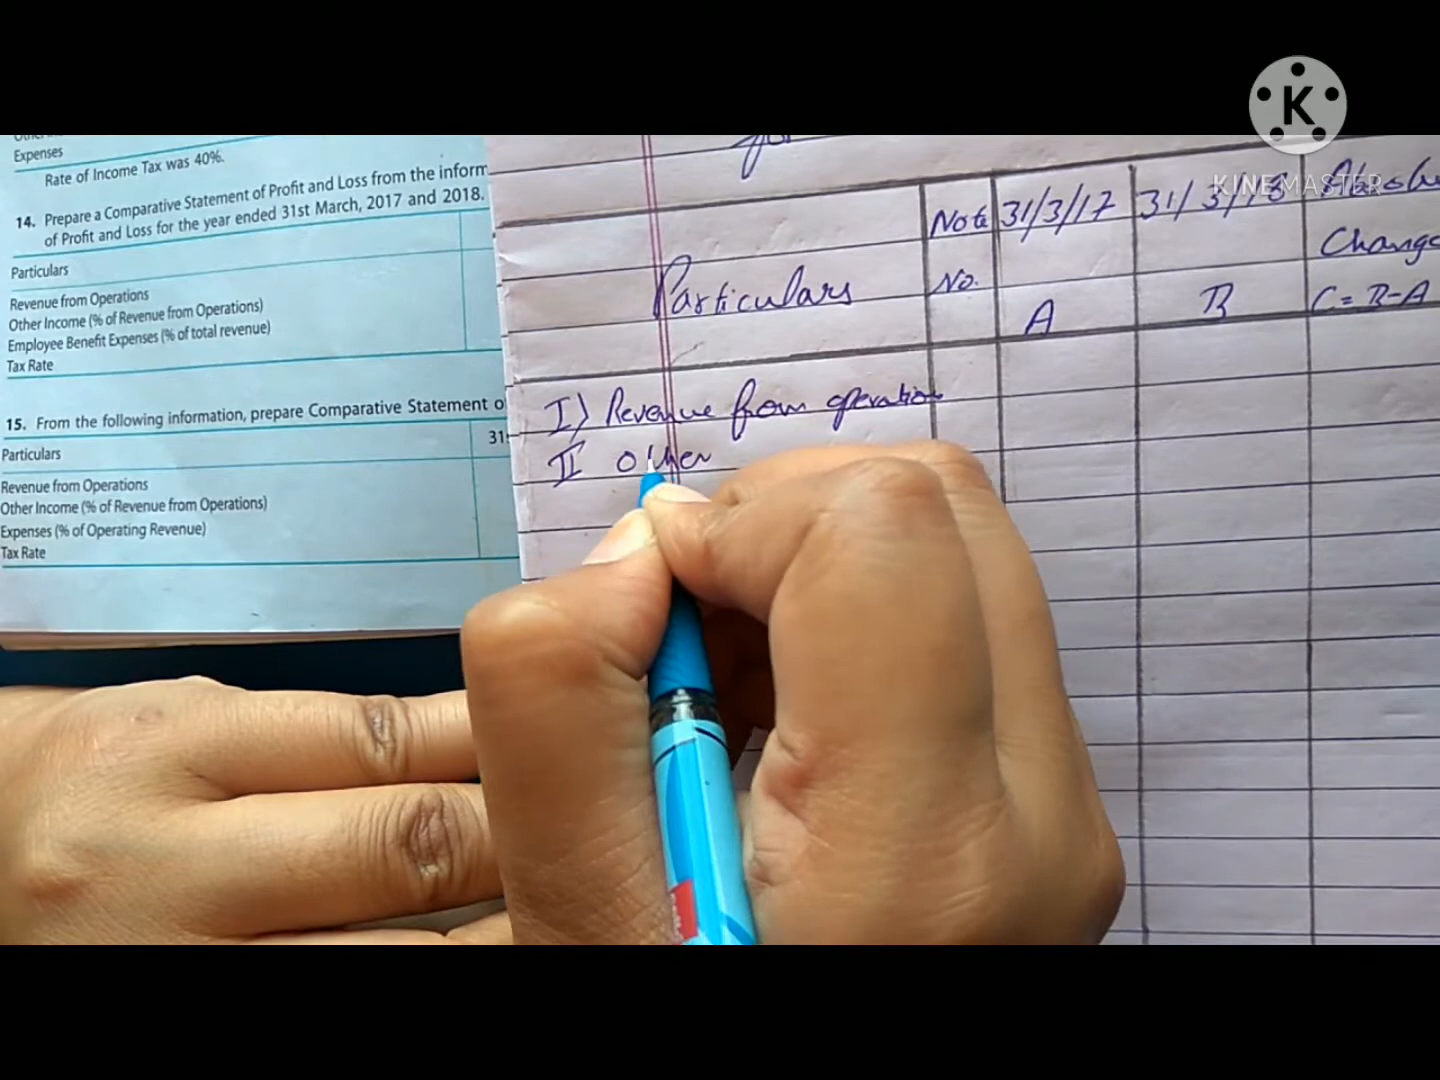 Expenses
Rate of Income Tax was 40%.
14. Prepare a Comparative Statement of Profit and Loss from the inform
of Profit and Loss for the year ended 31st March, 2017 and 2018.
Particulars
Revenue from Operations
Other Income (% of Revenue from Operations)
Employee Benefit Expenses (% of total revenue)
Tax Rate
15. From the following information, prepare Comparative Statement o
31
Particulars
Revenue from Operations
Other Income (% of Revenue from Operations)
Expenses (% of Operating Revenue)
Tax Rate
Particulars
Note No.
31/3/17
A
31/3/18
B
Change
C = B-A
I) Revenue from operation
II other
K
KINEMASTER